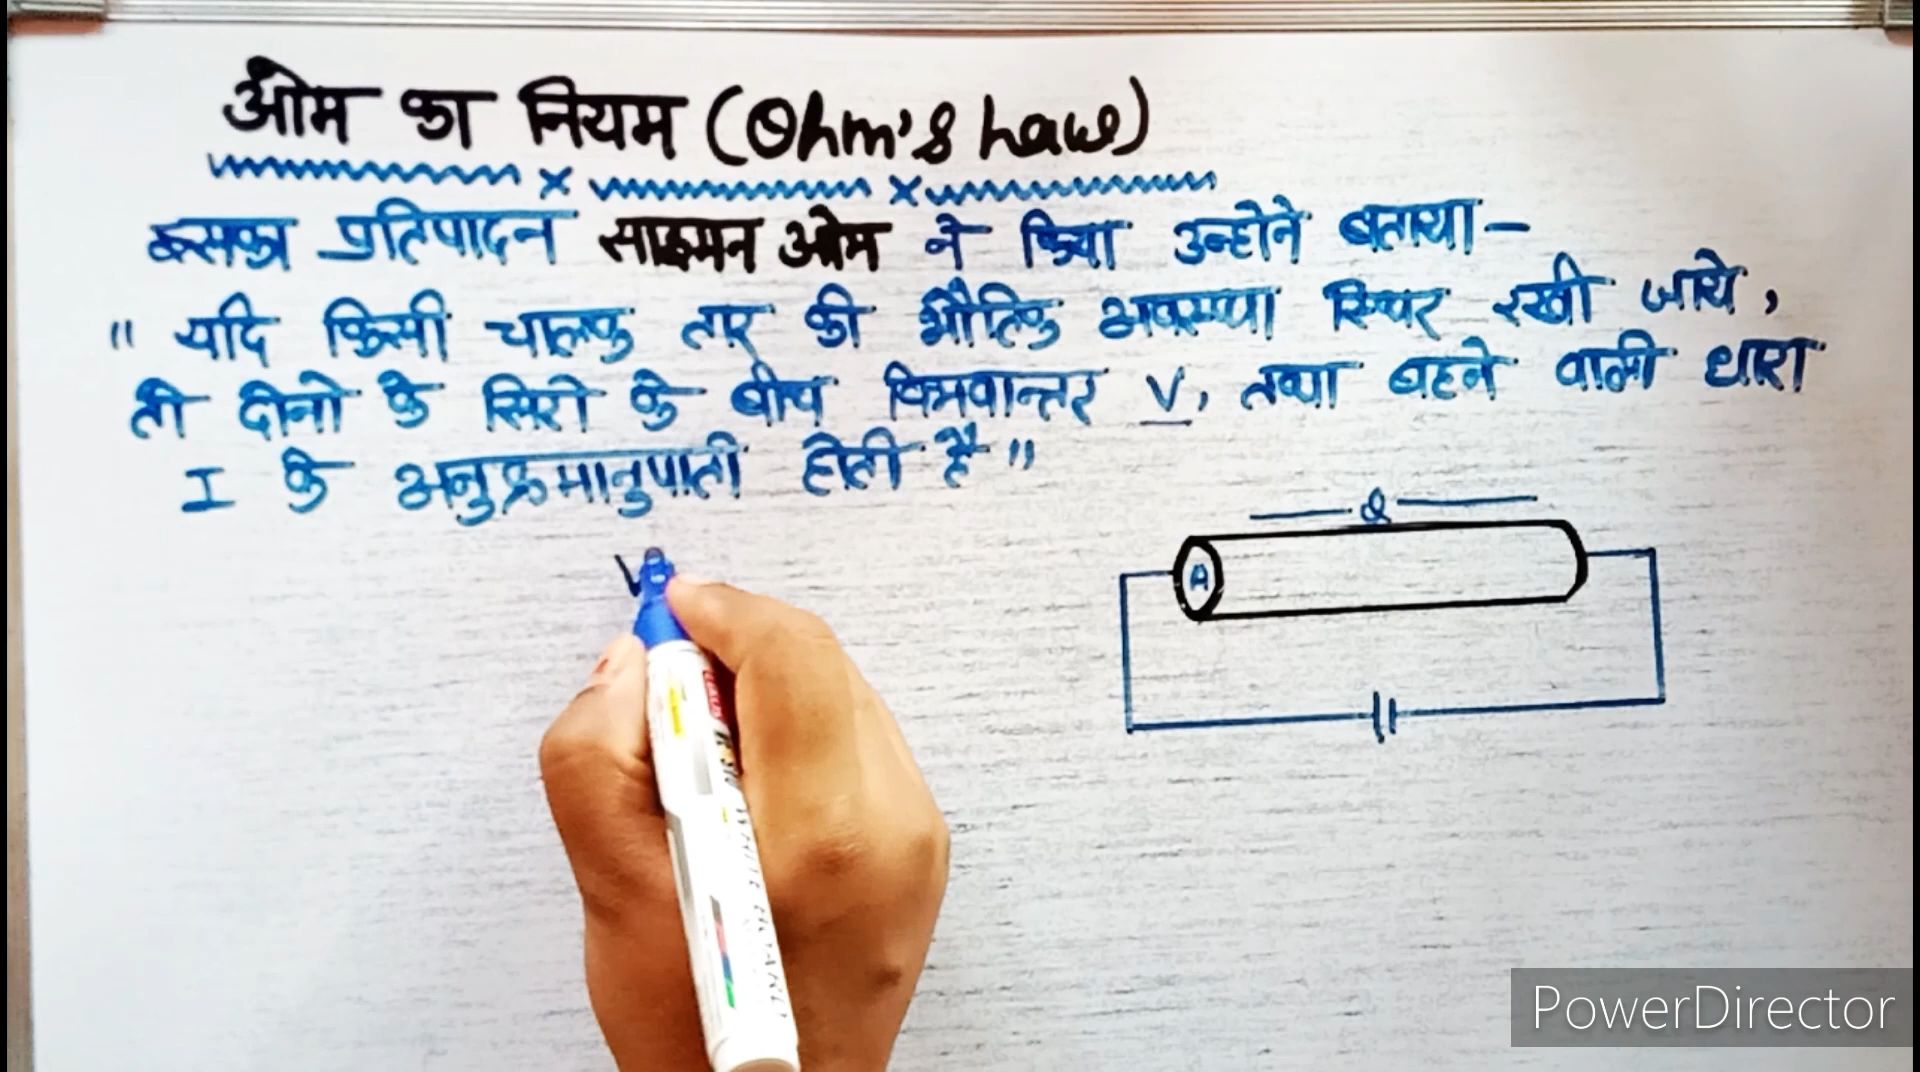 ओम का नियम (Ohm's Law)
इसका प्रतिपादन साइमन ओम ने किया उन्होने बताया-
" यदि किसी चालक तार की भौतिक अवस्था स्थिर रखी जाये,
तो दोनो के सिरो के बीच विभवान्तर V, तथा बहने वाली धारा
I के अनुक्रमानुपाती होती है "
l
A
V
PowerDirector